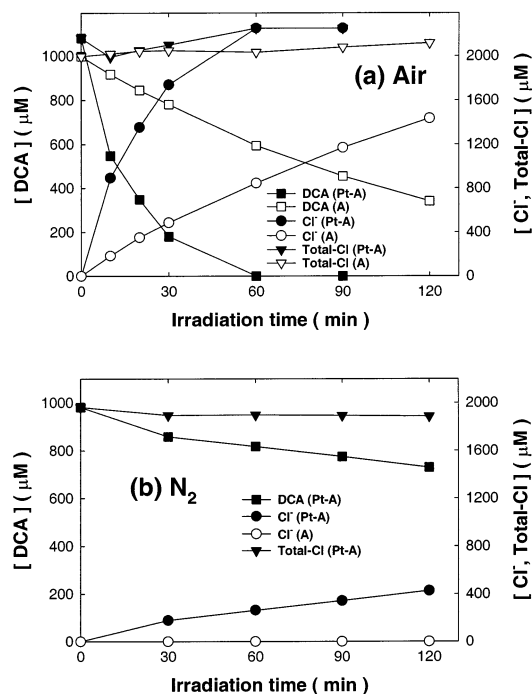 (a) Air
[ DCA ] ( μM )
1000
800
600
400
200
0
[ Cl⁻, Total-Cl ] ( μM )
2000
1600
1200
800
400
0
DCA (Pt-A)
DCA (A)
Cl⁻ (Pt-A)
Cl⁻ (A)
Total-Cl (Pt-A)
Total-Cl (A)
0 30 60 90 120
Irradiation time ( min )
(b) N₂
[ DCA ] ( μM )
1000
800
600
400
200
0
[ Cl⁻, Total-Cl ] ( μM )
2000
1600
1200
800
400
0
DCA (Pt-A)
Cl⁻ (Pt-A)
Cl⁻ (A)
Total-Cl (Pt-A)
0 30 60 90 120
Irradiation time ( min )